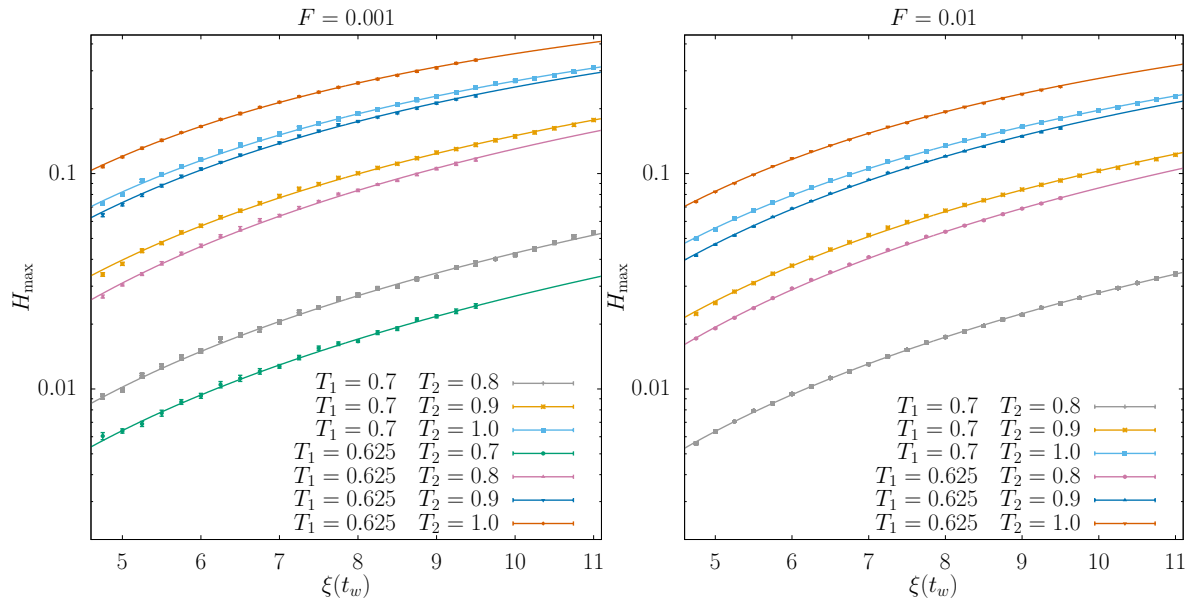 F = 0.001
H_max
0.1
0.01
5 6 7 8 9 10 11
ξ(t_w)
T_1 = 0.7 T_2 = 0.8
T_1 = 0.7 T_2 = 0.9
T_1 = 0.7 T_2 = 1.0
T_1 = 0.625 T_2 = 0.7
T_1 = 0.625 T_2 = 0.8
T_1 = 0.625 T_2 = 0.9
T_1 = 0.625 T_2 = 1.0
F = 0.01
H_max
0.1
0.01
5 6 7 8 9 10 11
ξ(t_w)
T_1 = 0.7 T_2 = 0.8
T_1 = 0.7 T_2 = 0.9
T_1 = 0.7 T_2 = 1.0
T_1 = 0.625 T_2 = 0.8
T_1 = 0.625 T_2 = 0.9
T_1 = 0.625 T_2 = 1.0